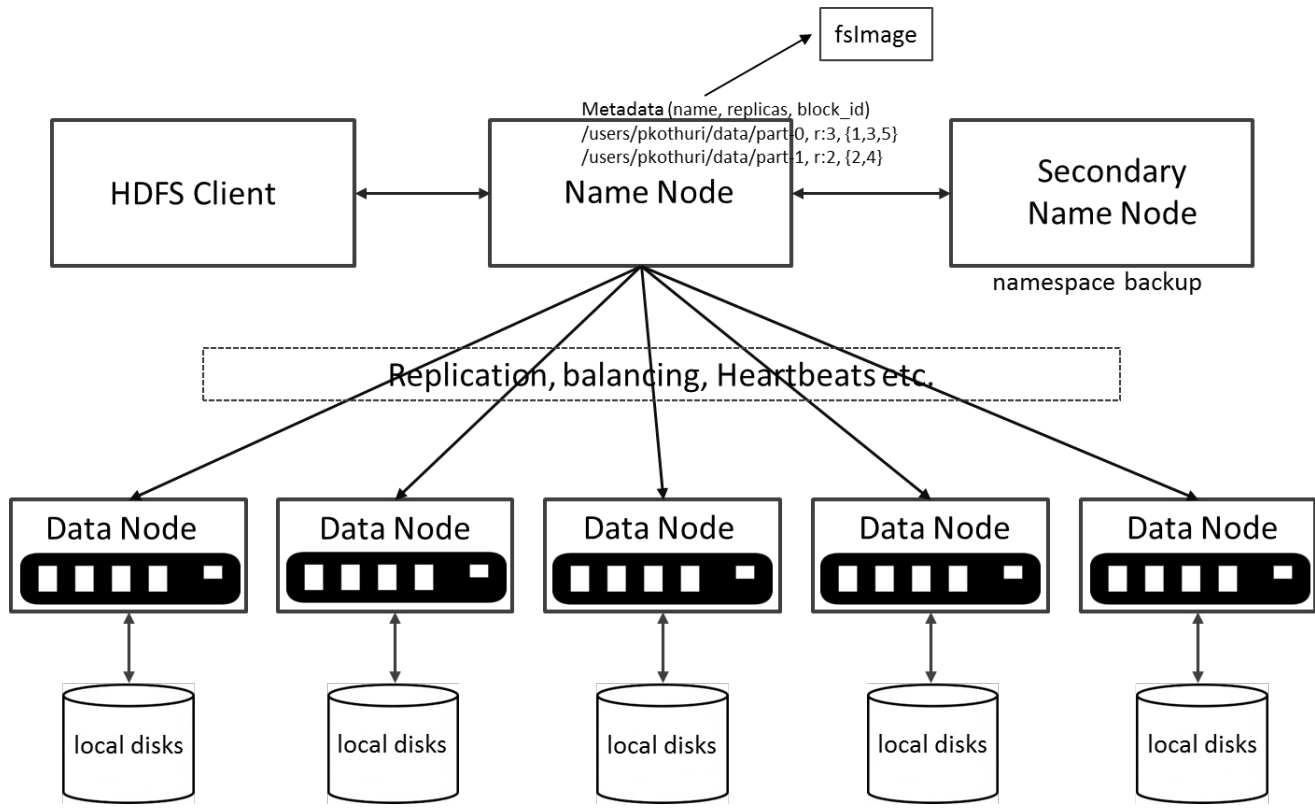 fsImage
Metadata (name, replicas, block_id)
/users/pkothuri/data/part-0, r:3, {1,3,5}
/users/pkothuri/data/part-1, r:2, {2,4}
HDFS Client
Name Node
Secondary
Name Node
namespace backup
Replication, balancing, Heartbeats etc.
Data Node
Data Node
Data Node
Data Node
Data Node
local disks
local disks
local disks
local disks
local disks